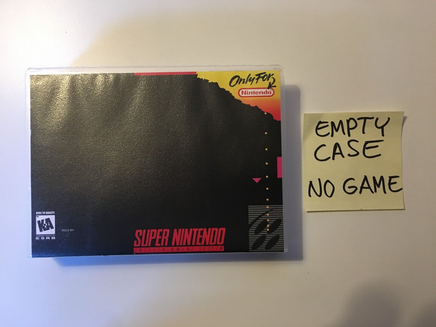 Only For
Nintendo
K-A
SUPER NINTENDO
EMPTY
CASE
NO GAME